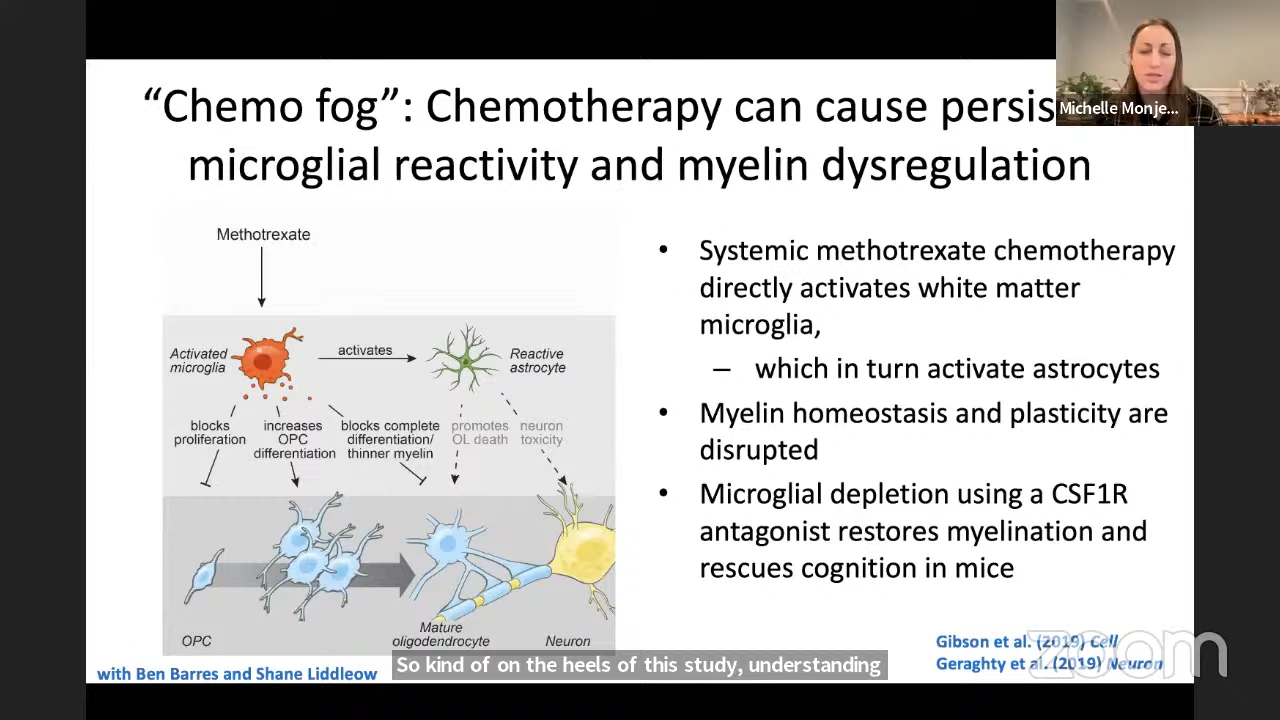 “Chemo fog”: Chemotherapy can cause persis
microglial reactivity and myelin dysregulation
Michelle Monje...
Methotrexate
Activated
microglia
activates
Reactive
astrocyte
blocks
proliferation
increases
OPC
differentiation
blocks complete
differentiation/
thinner myelin
promotes
OL death
neuron
toxicity
OPC
Mature
oligodendrocyte
Neuron
• Systemic methotrexate chemotherapy
directly activates white matter
microglia,
– which in turn activate astrocytes
• Myelin homeostasis and plasticity are
disrupted
• Microglial depletion using a CSF1R
antagonist restores myelination and
rescues cognition in mice
Gibson et al. (2019) Cell
Geraghty et al. (2019) Neuron
zoom
with Ben Barres and Shane Liddleow
So kind of on the heels of this study, understanding